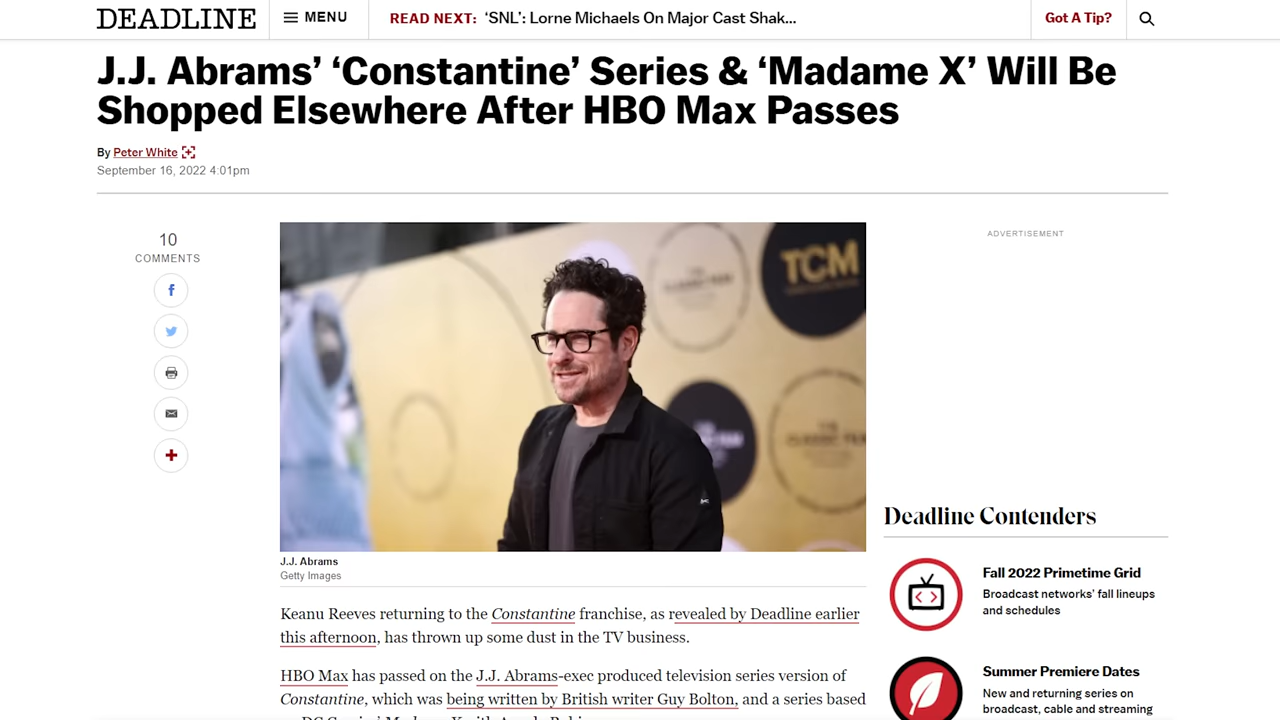 DEADLINE
MENU
READ NEXT: ‘SNL’: Lorne Michaels On Major Cast Shak...
Got A Tip?
J.J. Abrams’ ‘Constantine’ Series & ‘Madame X’ Will Be
Shopped Elsewhere After HBO Max Passes
By Peter White
September 16, 2022 4:01pm
10
COMMENTS
TCM
ADVERTISEMENT
J.J. Abrams
Getty Images
Keanu Reeves returning to the Constantine franchise, as revealed by Deadline earlier
this afternoon, has thrown up some dust in the TV business.
HBO Max has passed on the J.J. Abrams-exec produced television series version of
Constantine, which was being written by British writer Guy Bolton, and a series based
Deadline Contenders
Fall 2022 Primetime Grid
Broadcast networks’ fall lineups
and schedules
Summer Premiere Dates
New and returning series on
broadcast, cable and streaming